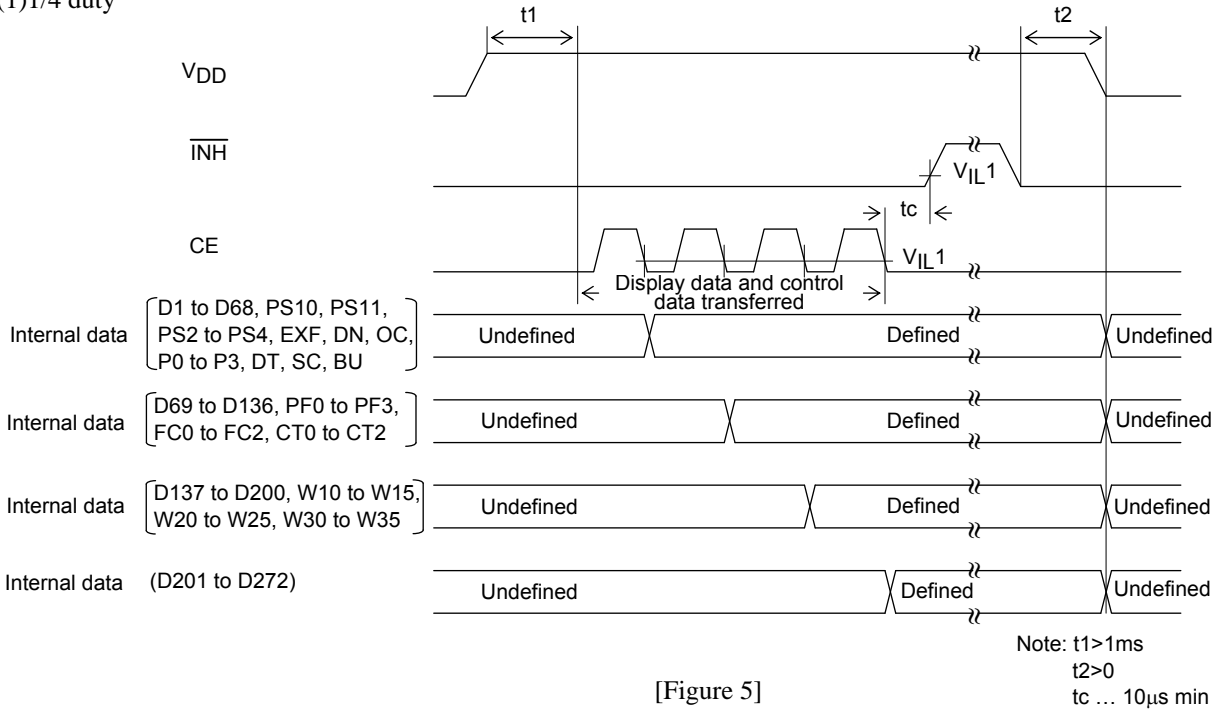 (1)1/4 duty
t1
t2
VDD
INH
VIL1
tc
CE
VIL1
Display data and control
data transferred
Internal data
D1 to D68, PS10, PS11,
PS2 to PS4, EXF, DN, OC,
P0 to P3, DT, SC, BU
Undefined
Defined
Undefined
Internal data
D69 to D136, PF0 to PF3,
FC0 to FC2, CT0 to CT2
Undefined
Defined
Undefined
Internal data
D137 to D200, W10 to W15,
W20 to W25, W30 to W35
Undefined
Defined
Undefined
Internal data
(D201 to D272)
Undefined
Defined
Undefined
Note: t1>1ms
t2>0
tc … 10μs min
[Figure 5]